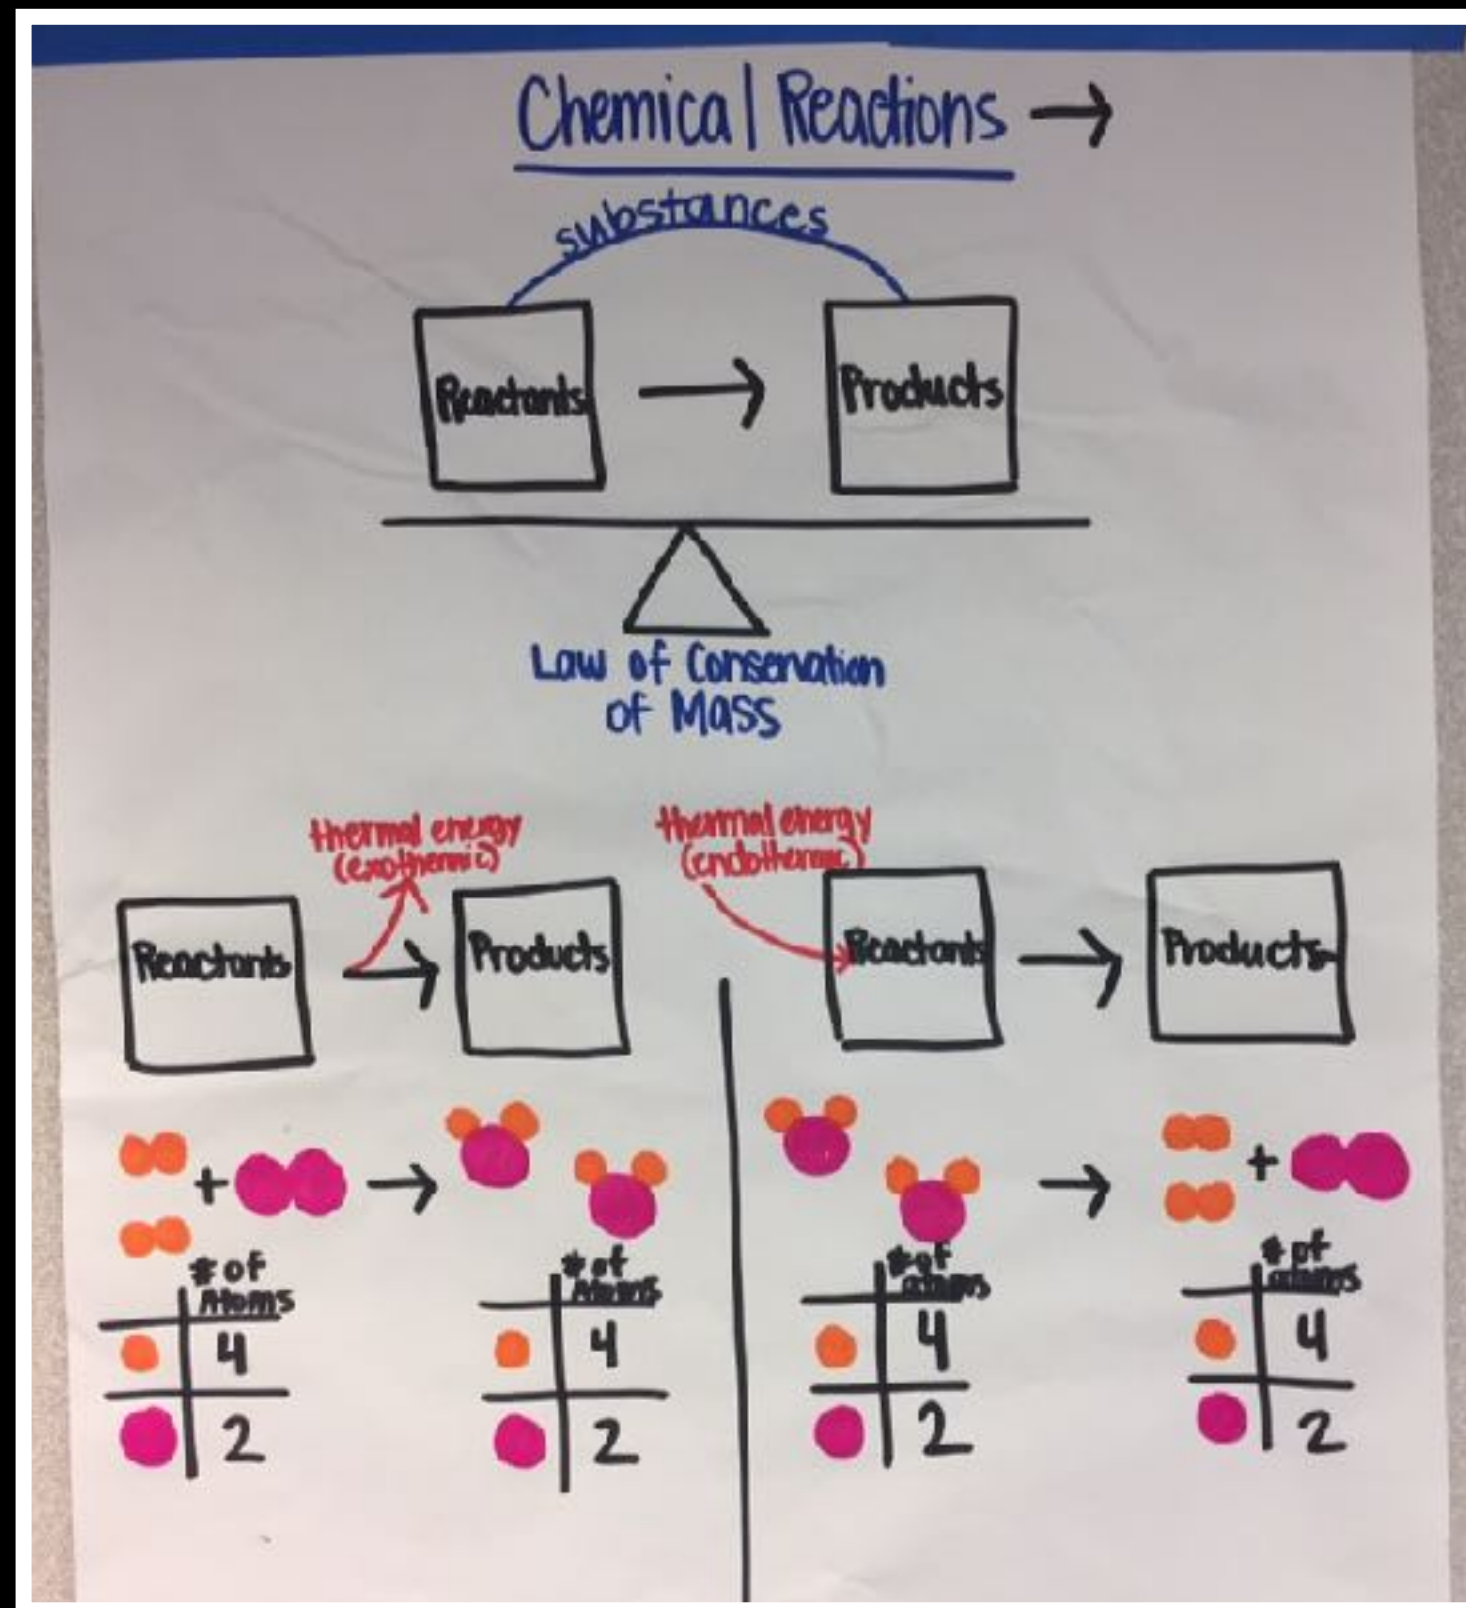 Chemical Reactions →
substances
Reactants → Products
Law of Conservation
of Mass
thermal energy
(exothermic)
thermal energy
(endothermic)
Reactants → Products
Reactants → Products
+ →
→ +
# of
Atoms
4
2
# of
Atoms
4
2
# of
atoms
4
2
# of
atoms
4
2